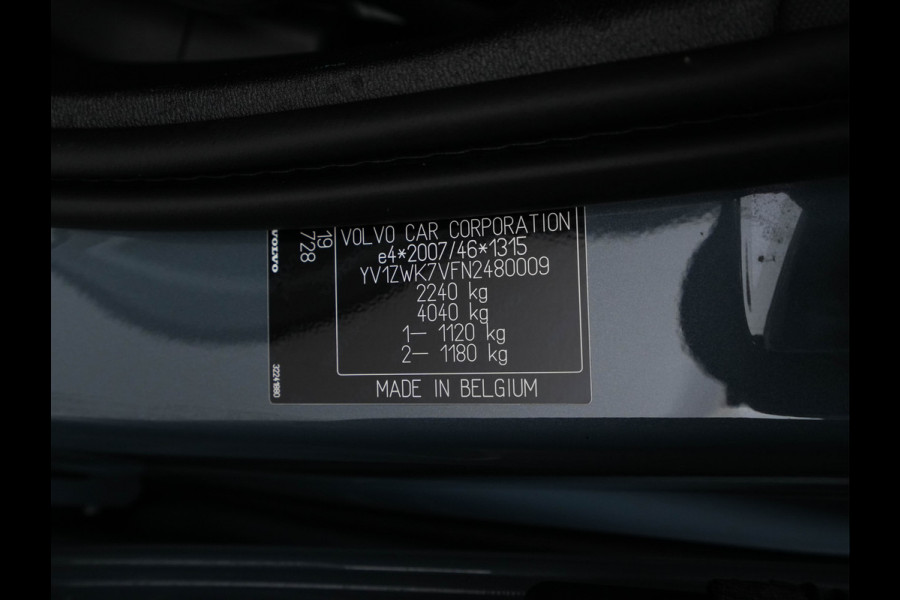 VOLVO CAR CORPORATION
e4*2007/46*1315
YV1ZWK7VFN2480009
2240 kg
4040 kg
1– 1120 kg
2– 1180 kg
MADE IN BELGIUM
VOLVO
19
728